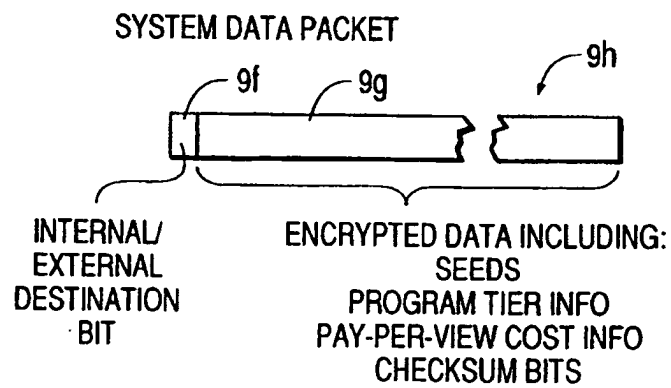 SYSTEM DATA PACKET
9f
9g
9h
INTERNAL/
EXTERNAL
DESTINATION
BIT
ENCRYPTED DATA INCLUDING:
SEEDS
PROGRAM TIER INFO
PAY-PER-VIEW COST INFO
CHECKSUM BITS